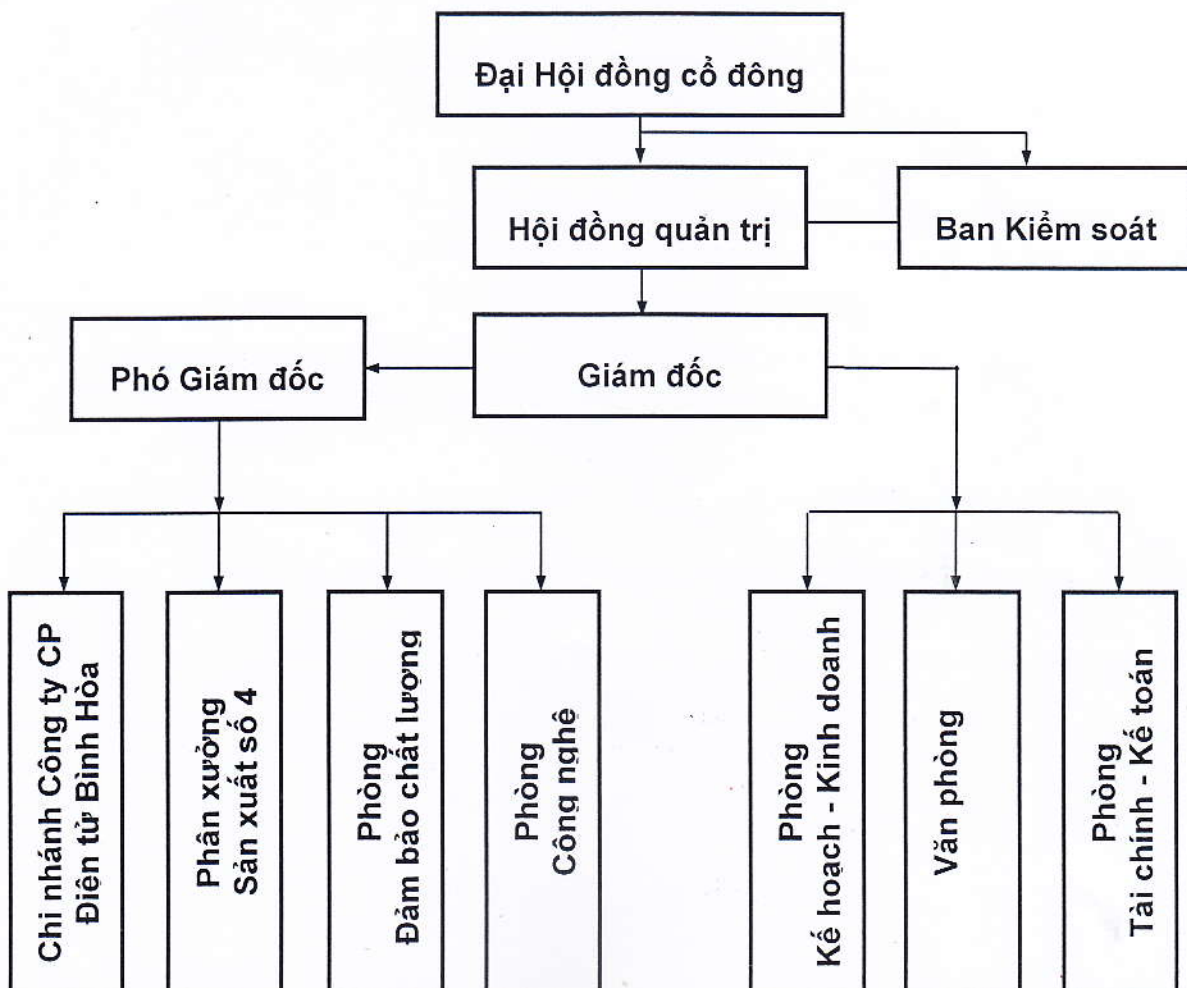 Đại Hội đồng cổ đông
Hội đồng quản trị
Ban Kiểm soát
Phó Giám đốc
Giám đốc
Chi nhánh Công ty CP
Điện tử Bình Hòa
Phân xưởng
Sản xuất số 4
Phòng
Đảm bảo chất lượng
Phòng
Công nghệ
Phòng
Kế hoạch - Kinh doanh
Văn phòng
Phòng
Tài chính - Kế toán